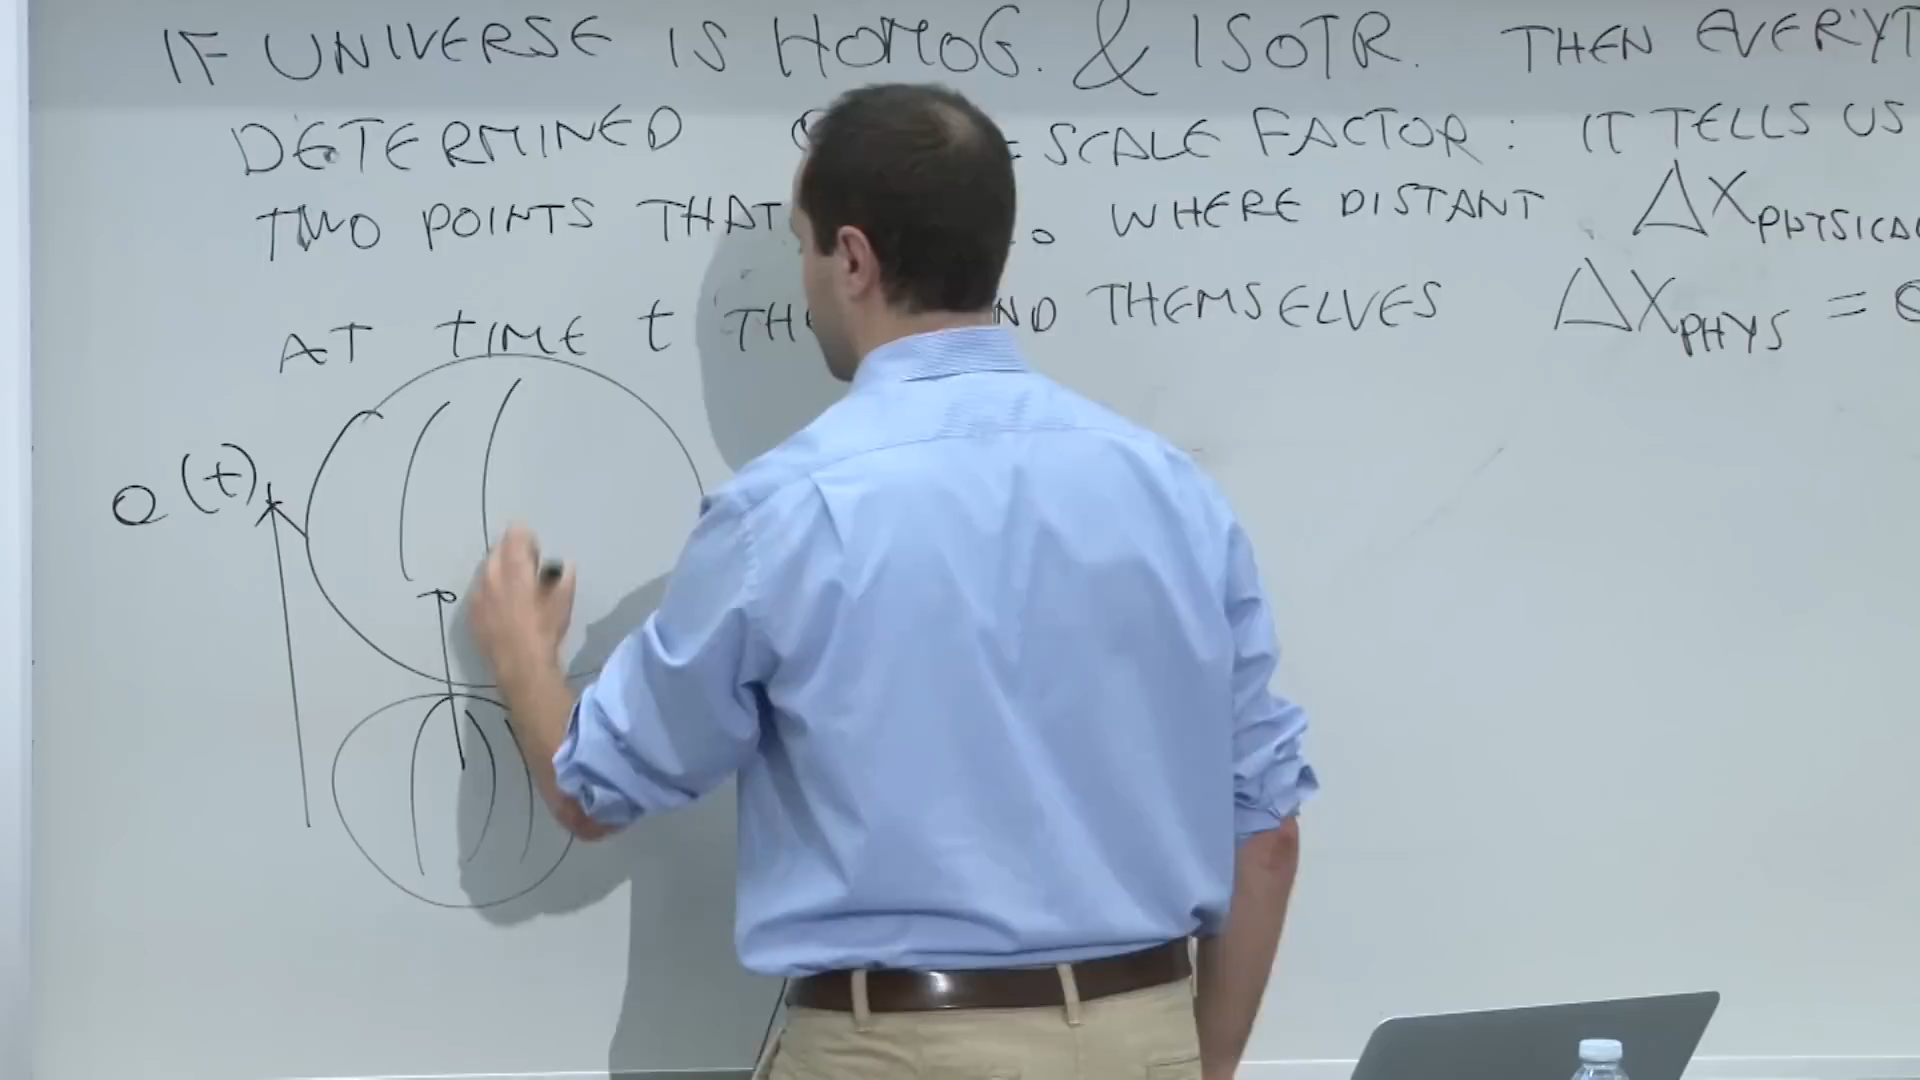 IF UNIVERSE IS HOMOG. & ISOTR. THEN EVERYT
DETERMINED = SCALE FACTOR: IT TELLS US
TWO POINTS THAT WHERE DISTANT ΔX PHYSICA
AT TIME t THE ND THEMSELVES ΔX PHYS =
a(t)